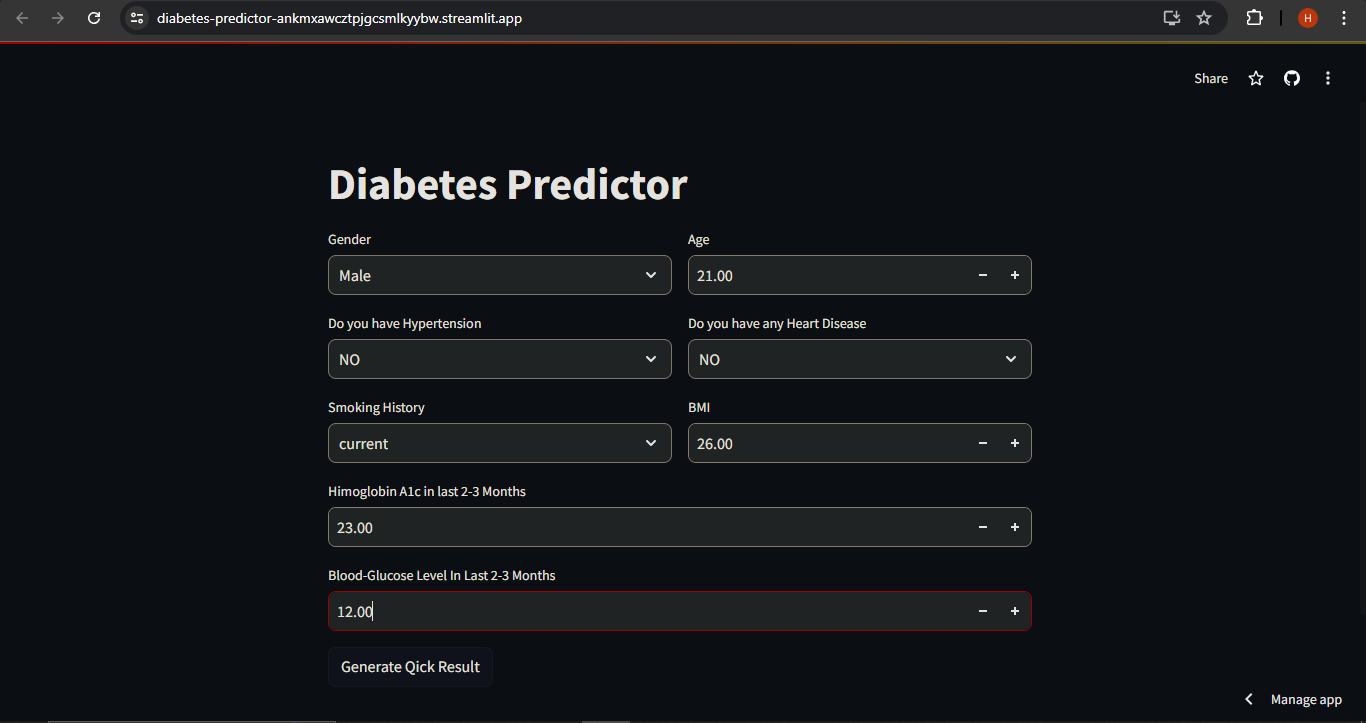 diabetes-predictor-ankmxawcztpjgcsmlkyybw.streamlit.app
H
Share
Diabetes Predictor
Gender Age
Male 21.00
Do you have Hypertension Do you have any Heart Disease
NO NO
Smoking History BMI
current 26.00
Himoglobin A1c in last 2-3 Months
23.00
Blood-Glucose Level In Last 2-3 Months
12.00
Generate Qick Result
Manage app